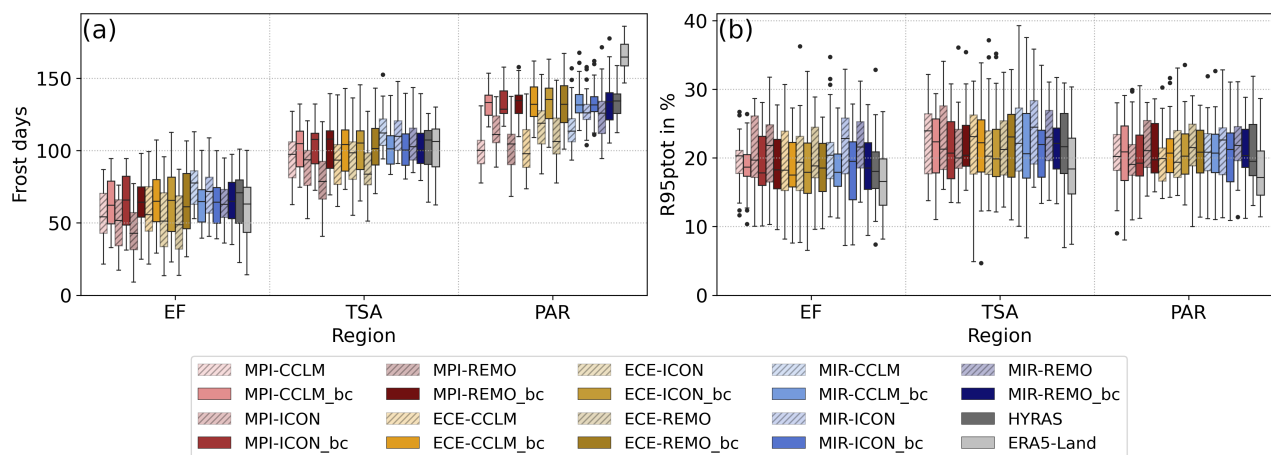 (a)
Frost days
150
100
50
0
EF
TSA
PAR
Region
(b)
R95ptot in %
40
30
20
10
0
EF
TSA
PAR
Region
MPI-CCLM
MPI-REMO
ECE-ICON
MIR-CCLM
MIR-REMO
MPI-CCLM_bc
MPI-REMO_bc
ECE-ICON_bc
MIR-CCLM_bc
MIR-REMO_bc
MPI-ICON
ECE-CCLM
ECE-REMO
MIR-ICON
HYRAS
MPI-ICON_bc
ECE-CCLM_bc
ECE-REMO_bc
MIR-ICON_bc
ERA5-Land